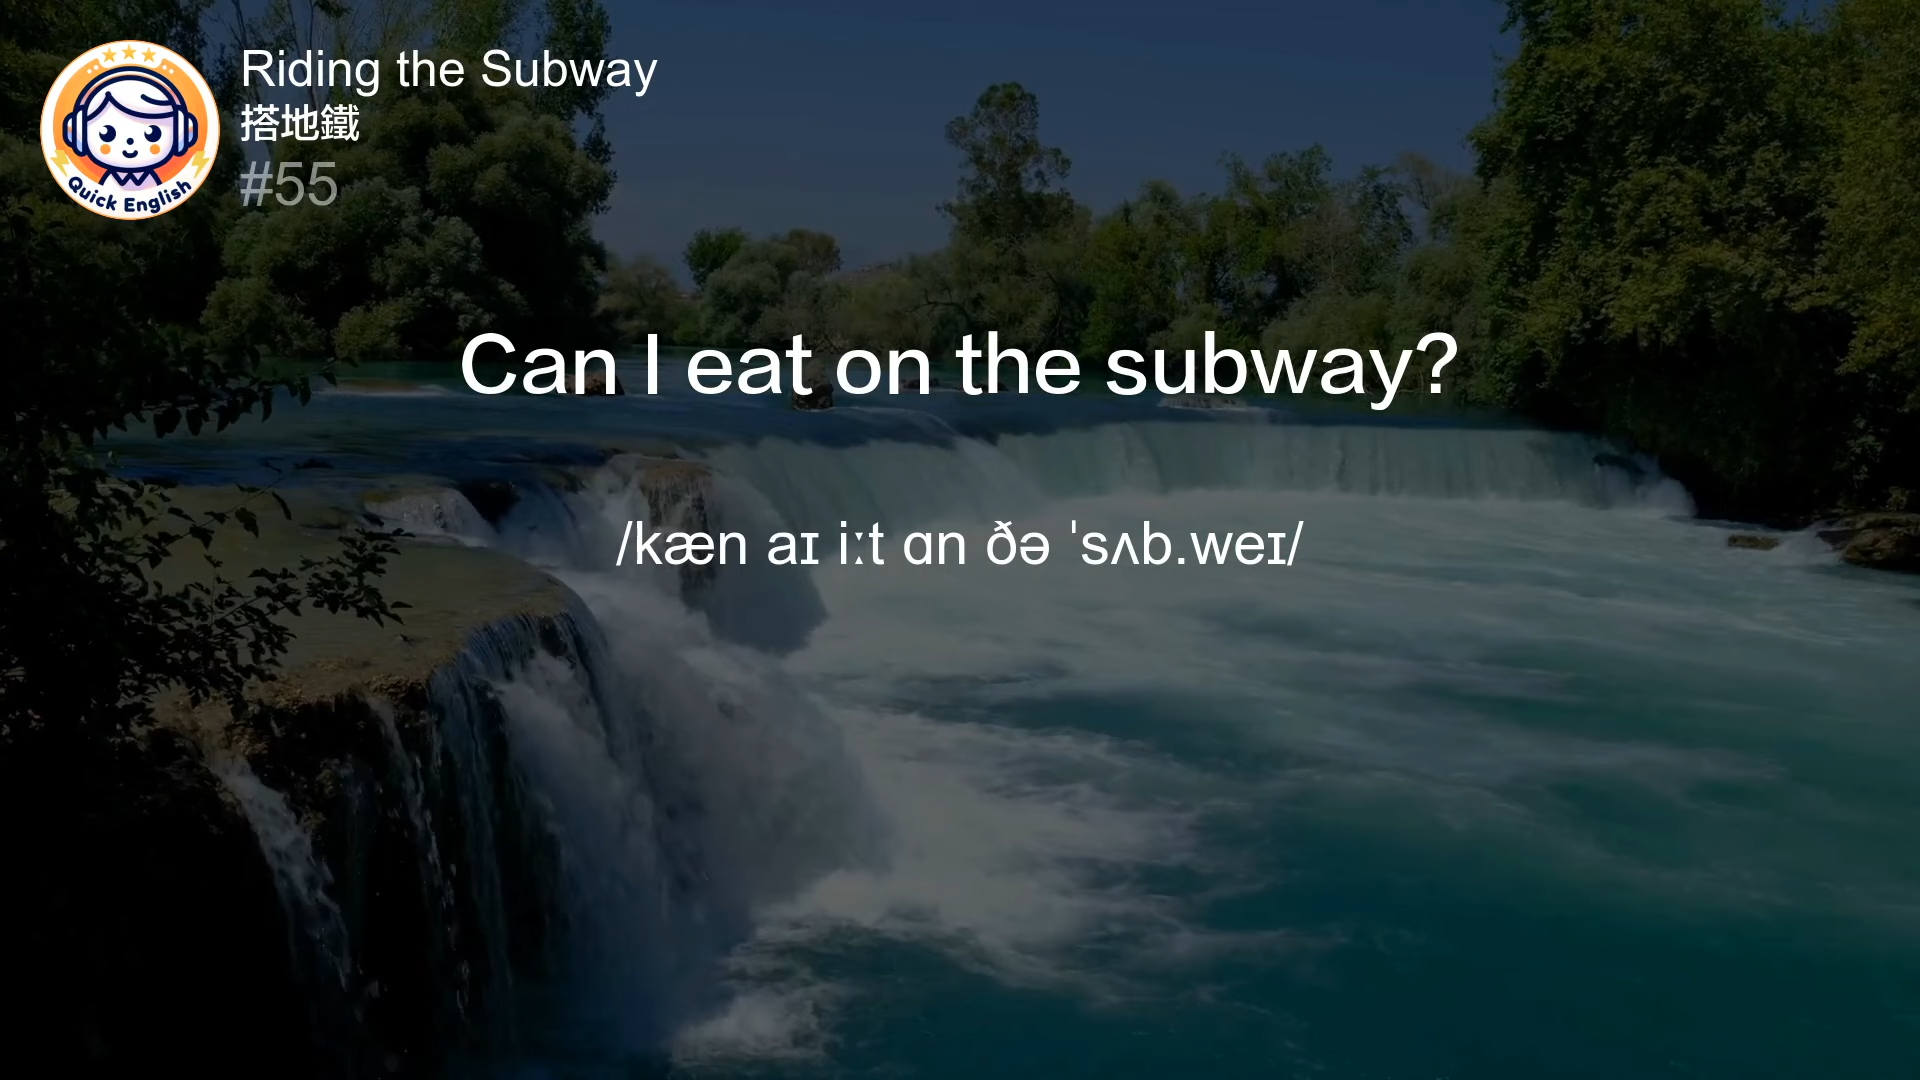 Riding the Subway
搭地鐵
#55
Quick English
Can I eat on the subway?
/kæn aɪ iːt ɑn ðə ˈsʌb.weɪ/